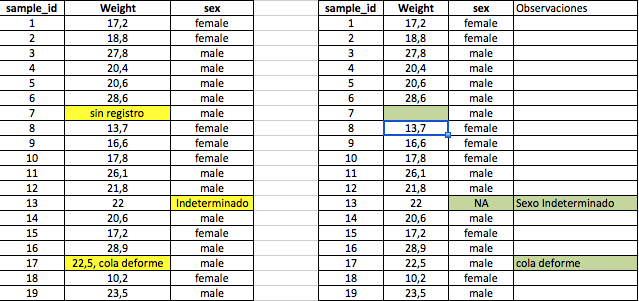 sample_id Weight sex sample_id Weight sex Observaciones
1 17,2 female 1 17,2 female
2 18,8 female 2 18,8 female
3 27,8 male 3 27,8 male
4 20,4 male 4 20,4 male
5 20,6 male 5 20,6 male
6 28,6 male 6 28,6 male
7 sin registro male 7 male
8 13,7 female 8 13,7 female
9 16,6 female 9 16,6 female
10 17,8 female 10 17,8 female
11 26,1 male 11 26,1 male
12 21,8 male 12 21,8 male
13 22 Indeterminado 13 22 NA Sexo Indeterminado
14 20,6 male 14 20,6 male
15 17,2 female 15 17,2 female
16 28,9 male 16 28,9 male
17 22,5, cola deforme male 17 22,5 male cola deforme
18 10,2 female 18 10,2 female
19 23,5 male 19 23,5 male